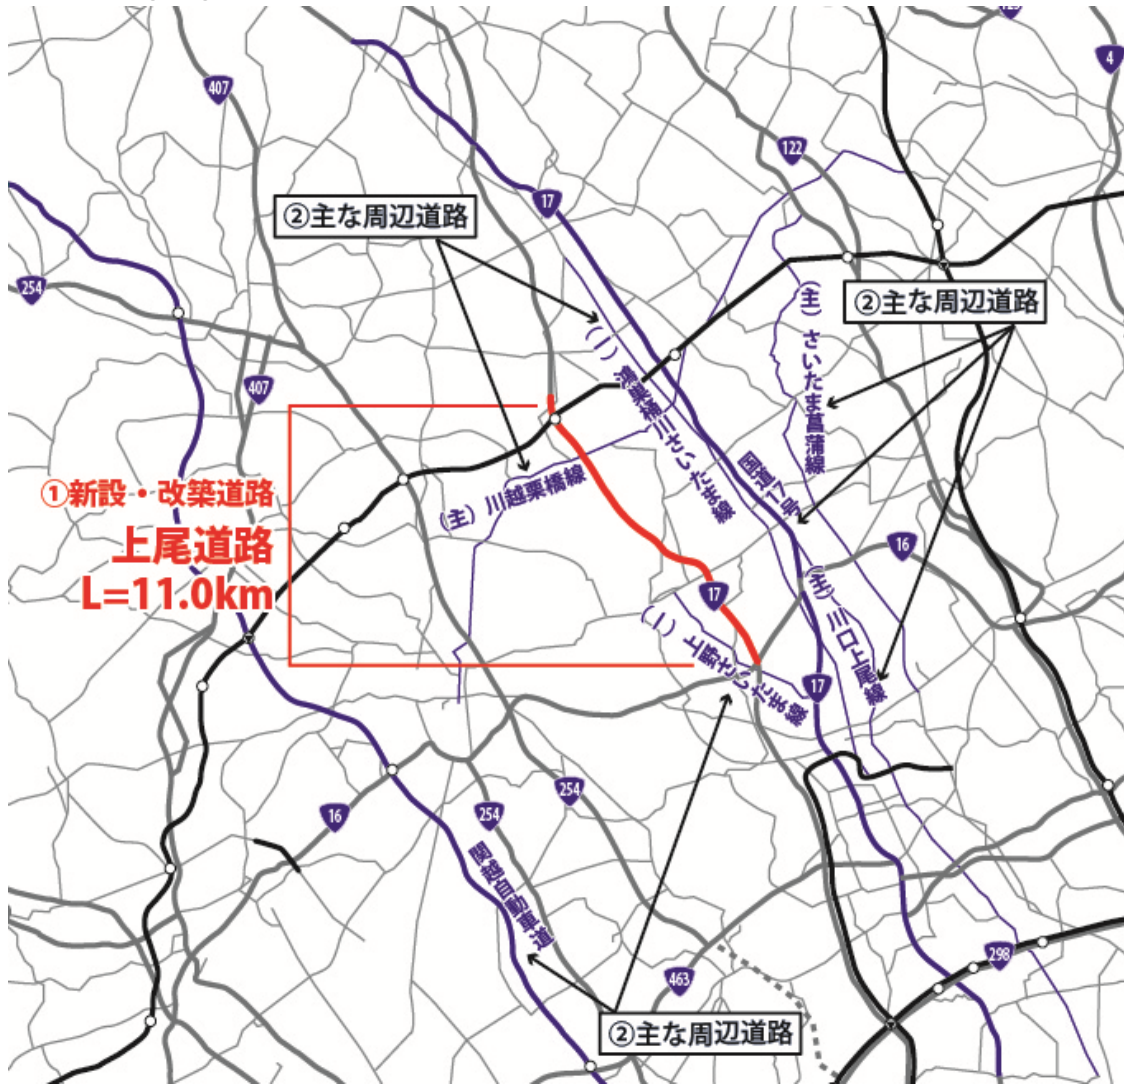 407
4
122
②主な周辺道路
17
254
②主な周辺道路
(主)さいたま菖蒲線
(一)鴻巣桶川さいたま線
407
国道17号
①新設・改築道路
(主)川越栗橋線
上尾道路
16
L=11.0km
17
(主)川口上尾線
(一)上野さいたま線
17
254
16
254
関越自動車道
298
463
②主な周辺道路